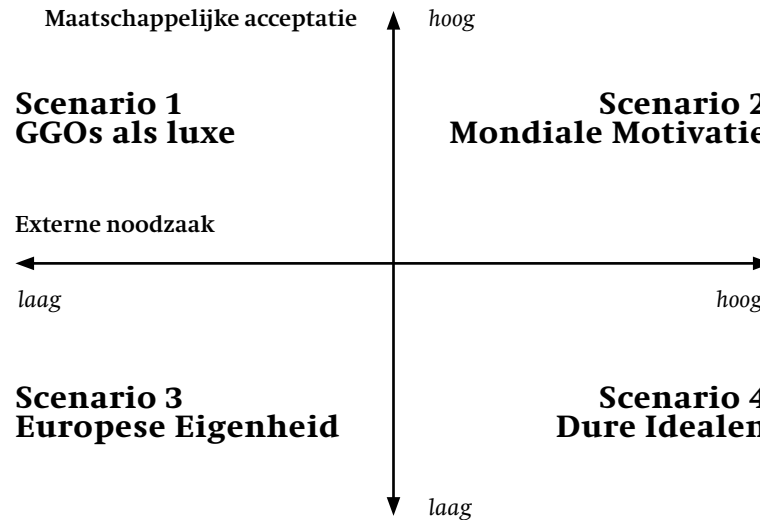 Maatschappelijke acceptatie
hoog
Scenario 1
GGOs als luxe
Scenario 2
Mondiale Motivatie
Externe noodzaak
laag
hoog
Scenario 3
Europese Eigenheid
Scenario 4
Dure Idealen
laag